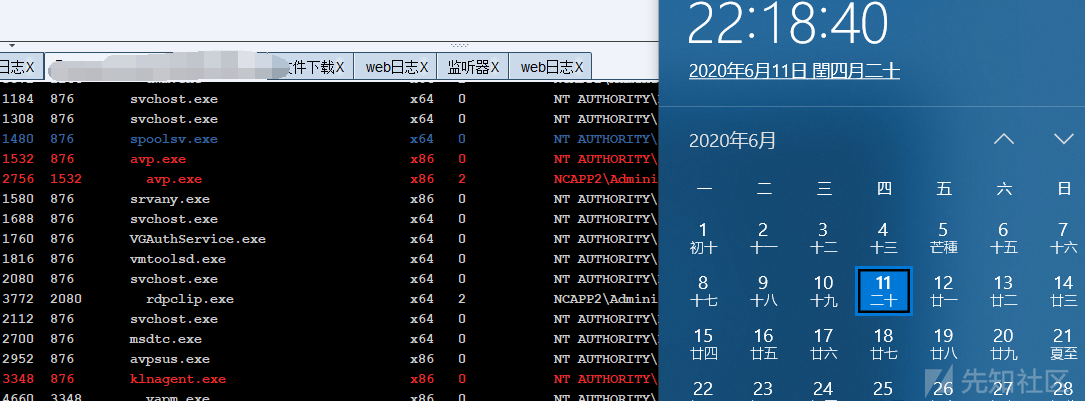 22:18:40
2020年6月11日 閏四月二十
日志X 文件下载X web日志X 监听器X web日志X
1184 876 svchost.exe x64 0 NT AUTHORITY\
1308 876 svchost.exe x64 0 NT AUTHORITY\
1480 876 spoolsv.exe x64 0 NT AUTHORITY\
1532 876 avp.exe x86 0 NT AUTHORITY\
2756 1532 avp.exe x86 2 NCAPP2\Admini
1580 876 srvany.exe x86 0 NT AUTHORITY\
1688 876 svchost.exe x64 0 NT AUTHORITY\
1760 876 VGAuthService.exe x64 0 NT AUTHORITY\
1816 876 vmtoolsd.exe x64 0 NT AUTHORITY\
2080 876 svchost.exe x64 0 NT AUTHORITY\
3772 2080 rdpclip.exe x64 2 NCAPP2\Admini
2112 876 svchost.exe x64 0 NT AUTHORITY\
2700 876 msdtc.exe x64 0 NT AUTHORITY\
2952 876 avpsus.exe x86 0 NT AUTHORITY\
3348 876 klnagent.exe x86 0 NT AUTHORITY\
4660 3348 vapm.exe x86 0 NT AUTHORITY\
2020年6月
一 二 三 四 五 六 日
1 2 3 4 5 6 7
初十 十一 十二 十三 芒種 十五 十六
8 9 10 11 12 13 14
十七 十八 十九 二十 廿一 廿二 廿三
15 16 17 18 19 20 21
廿四 廿五 廿六 廿七 廿八 廿九 夏至
22 23 24 25 26 27 28
先知社区